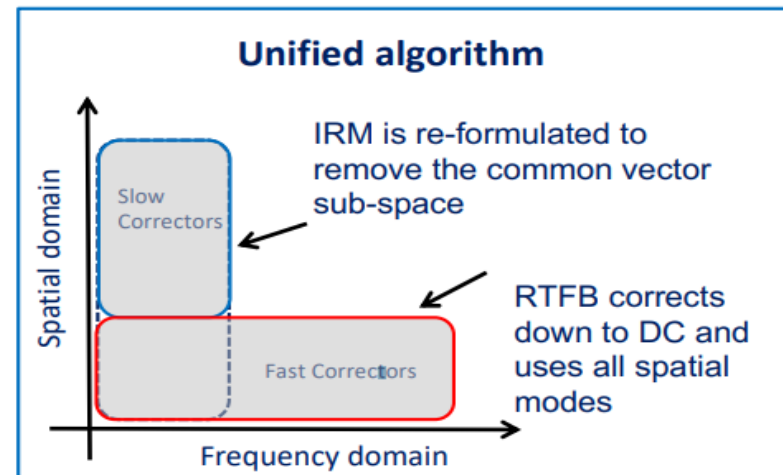 Unified algorithm
IRM is re-formulated to
remove the common vector
sub-space
Slow
Correctors
Spatial domain
RTFB corrects
down to DC and
uses all spatial
modes
Fast Correctors
Frequency domain